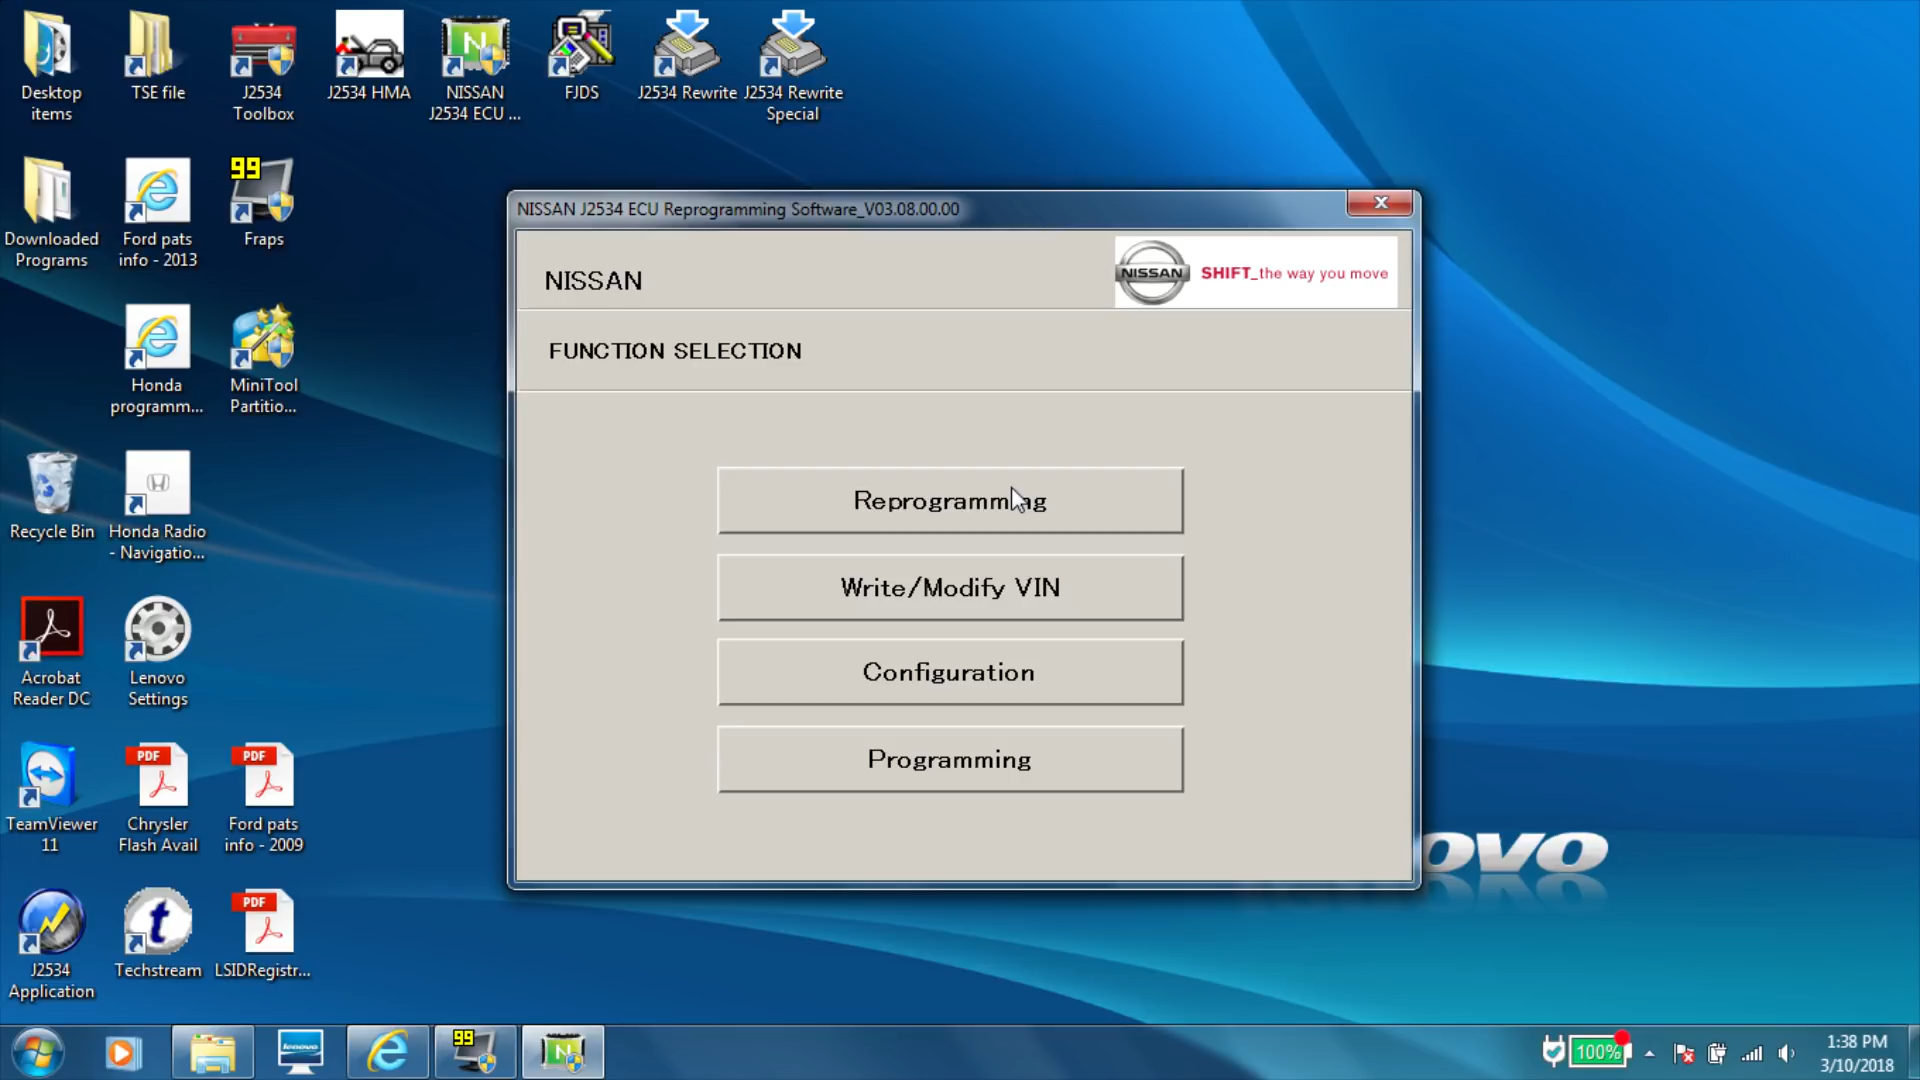 Desktop
items
TSE file
J2534
Toolbox
J2534 HMA
N
NISSAN
J2534 ECU ...
FJDS
J2534 Rewrite
J2534 Rewrite
Special
Downloaded
Programs
Ford pats
info - 2013
99
Fraps
NISSAN J2534 ECU Reprogramming Software_V03.08.00.00
NISSAN
NISSAN SHIFT_the way you move
FUNCTION SELECTION
Honda
programm...
MiniTool
Partitio...
Reprogramming
Write/Modify VIN
Configuration
Programming
Recycle Bin
Honda Radio
- Navigatio...
Acrobat
Reader DC
Lenovo
Settings
TeamViewer
11
PDF
Chrysler
Flash Avail
PDF
Ford pats
info - 2009
ovo
J2534
Application
t
Techstream
PDF
LSIDRegistr...
lenovo
99
N
100%
1:38 PM
3/10/2018